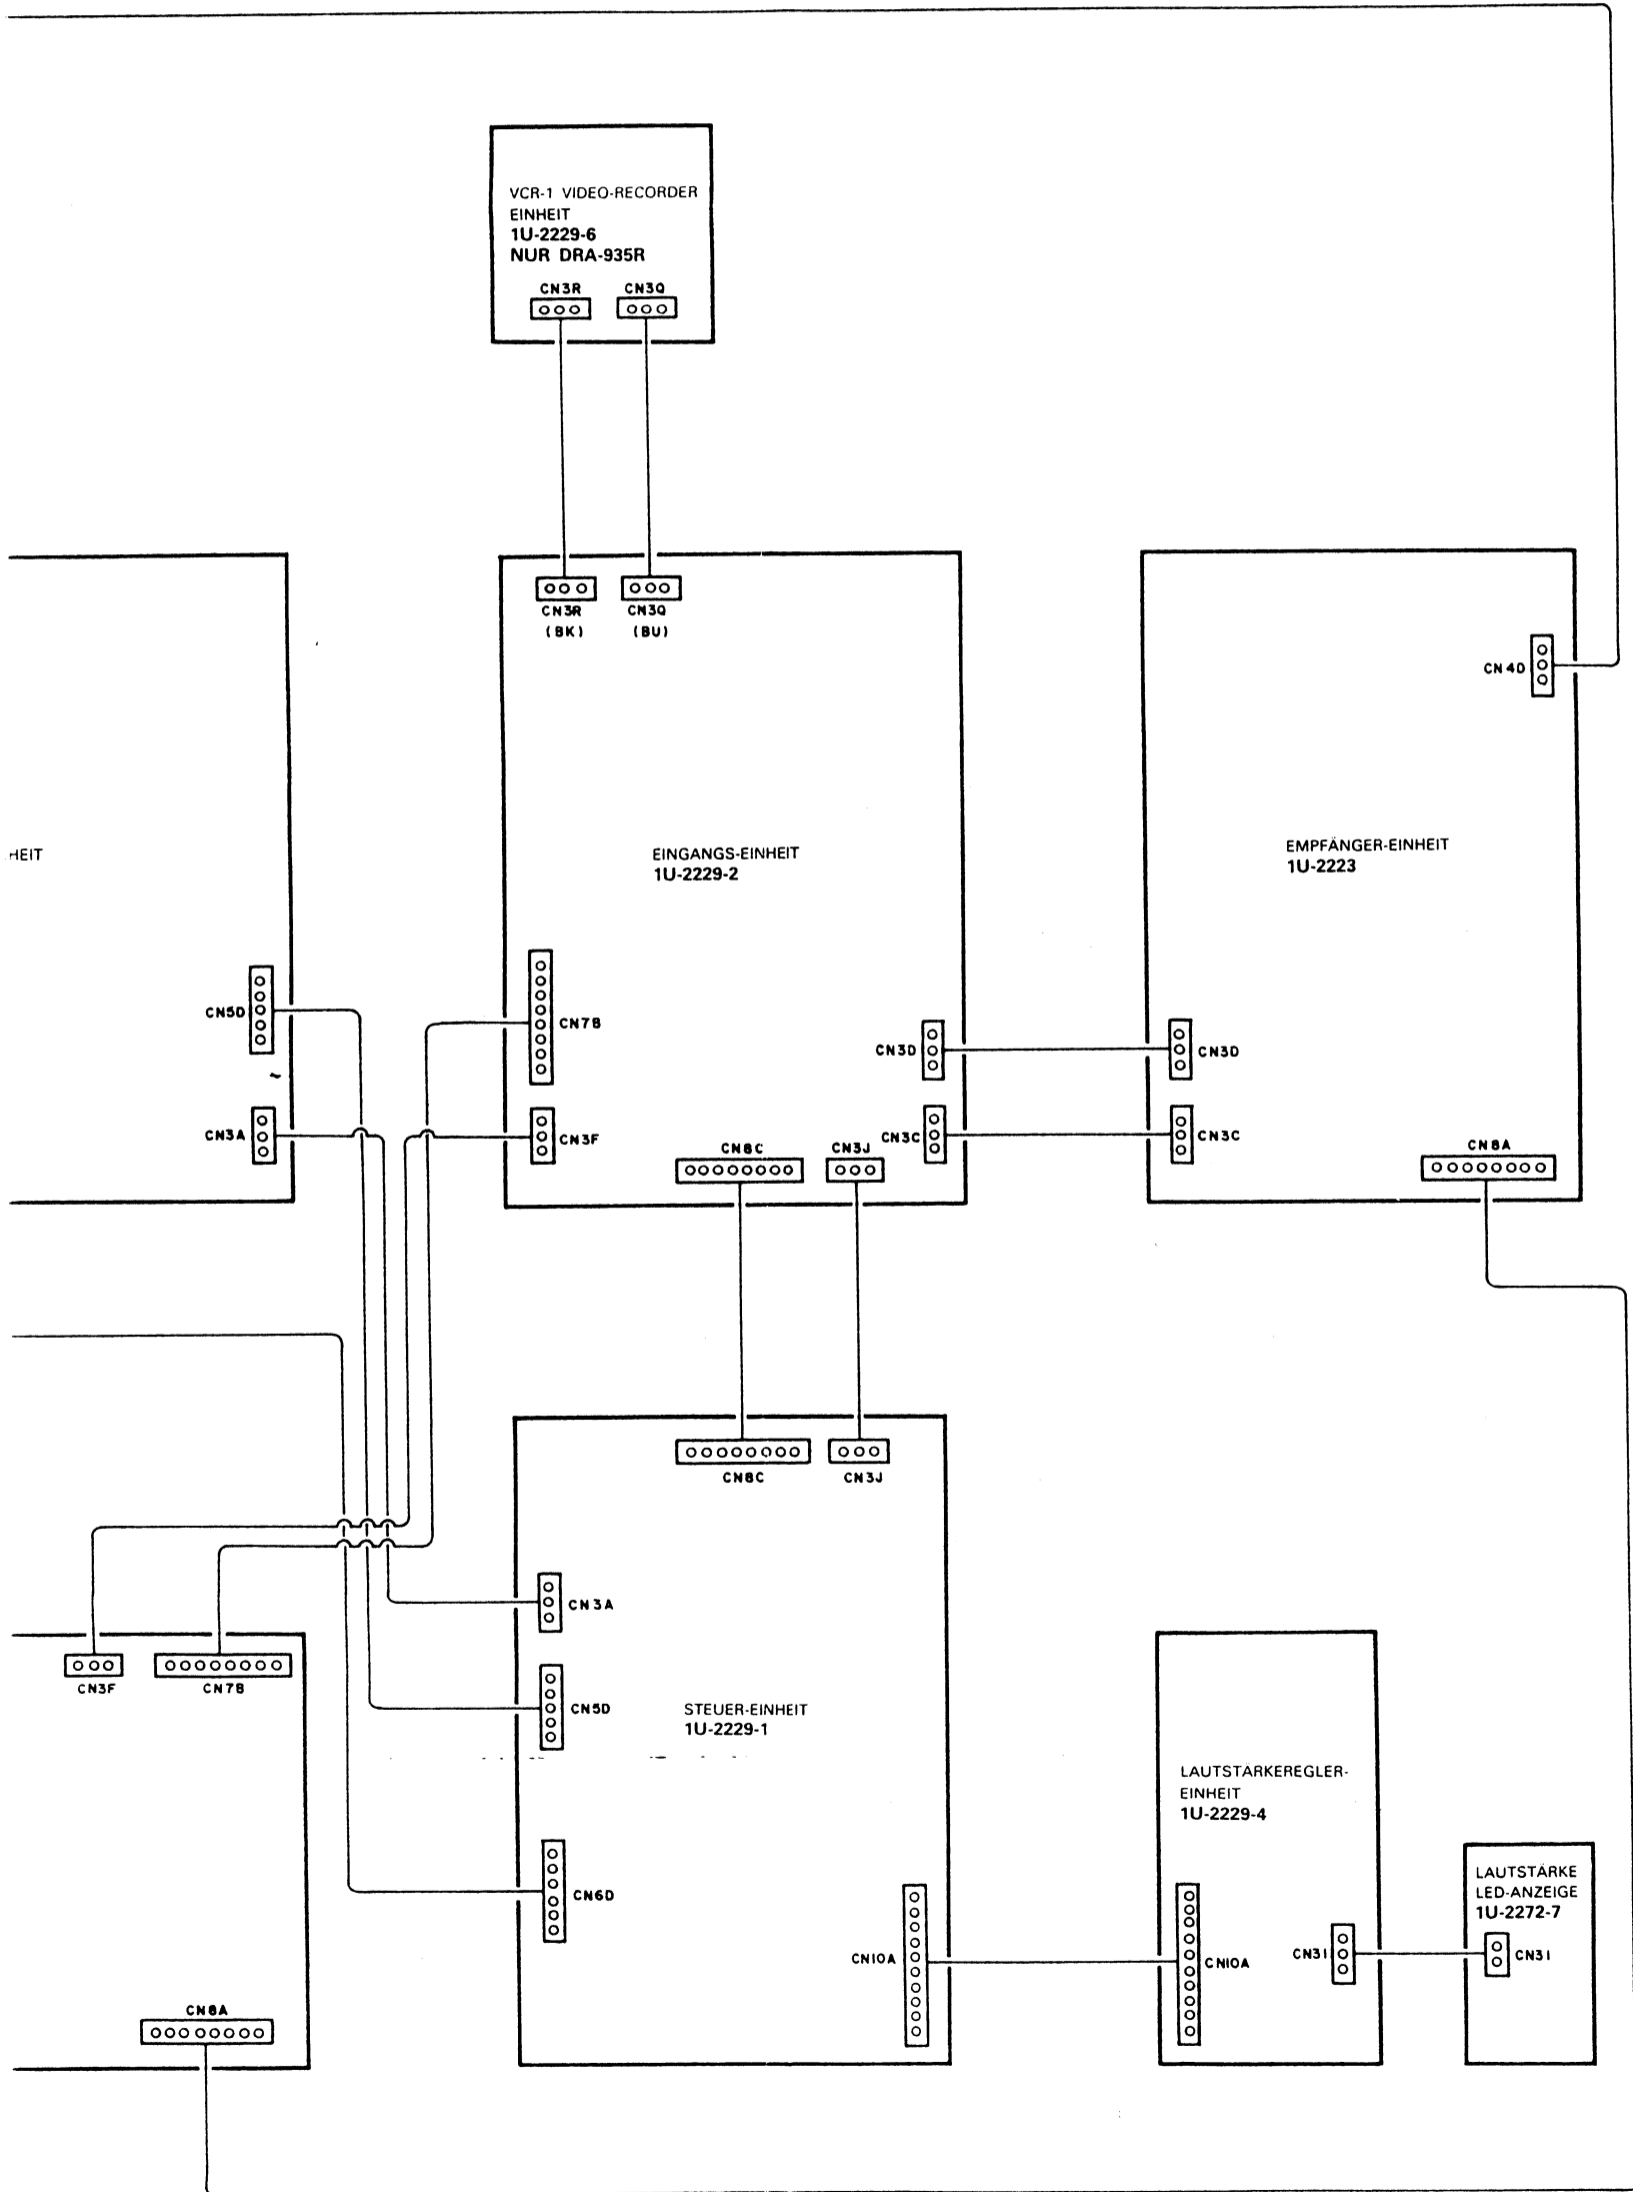 VCR-1 VIDEO-RECORDER
EINHEIT
1U-2229-6
NUR DRA-935R
CN3R
CN3Q
CN3R
(BK)
CN3Q
(BU)
CN4D
HEIT
EINGANGS-EINHEIT
1U-2229-2
EMPFÄNGER-EINHEIT
1U-2223
CN5D
CN7B
CN3D
CN3D
CN3A
CN3F
CN8C
CN3J
CN3C
CN3C
CN8A
CN8C
CN3J
CN3A
CN3F
CN7B
CN5D
STEUER-EINHEIT
1U-2229-1
LAUTSTÄRKEREGLER-
EINHEIT
1U-2229-4
CN6D
LAUTSTÄRKE
LED-ANZEIGE
1U-2272-7
CN10A
CN10A
CN31
CN31
CN8A